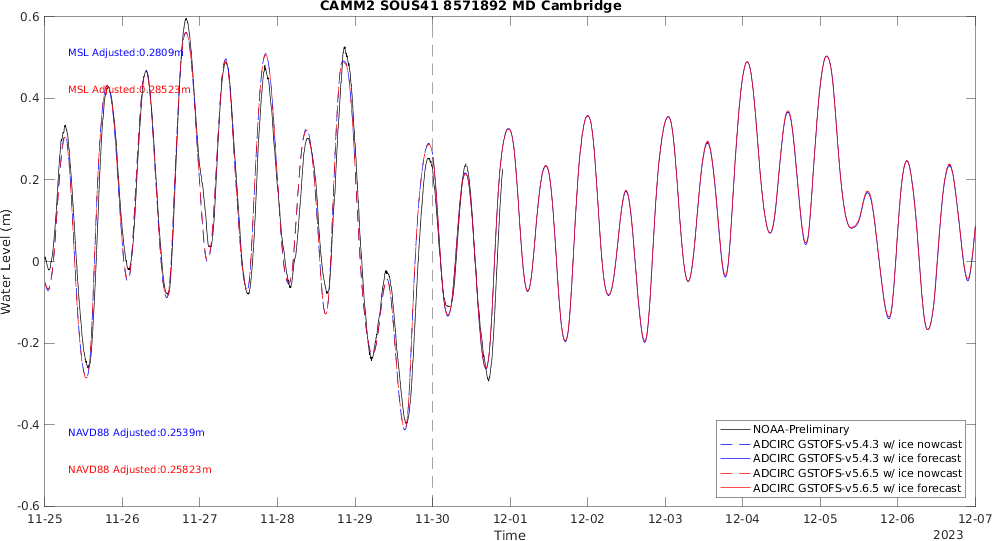 CAMM2 SOUS41 8571892 MD Cambridge
0.6
MSL Adjusted:0.2809m
MSL Adjusted:0.28523m
0.4
0.2
0
-0.2
-0.4
-0.6
Water Level (m)
NAVD88 Adjusted:0.2539m
NAVD88 Adjusted:0.25823m
NOAA-Preliminary
ADCIRC GSTOFS-v5.4.3 w/ ice nowcast
ADCIRC GSTOFS-v5.4.3 w/ ice forecast
ADCIRC GSTOFS-v5.6.5 w/ ice nowcast
ADCIRC GSTOFS-v5.6.5 w/ ice forecast
11-25 11-26 11-27 11-28 11-29 11-30 12-01 12-02 12-03 12-04 12-05 12-06 12-07
Time
2023